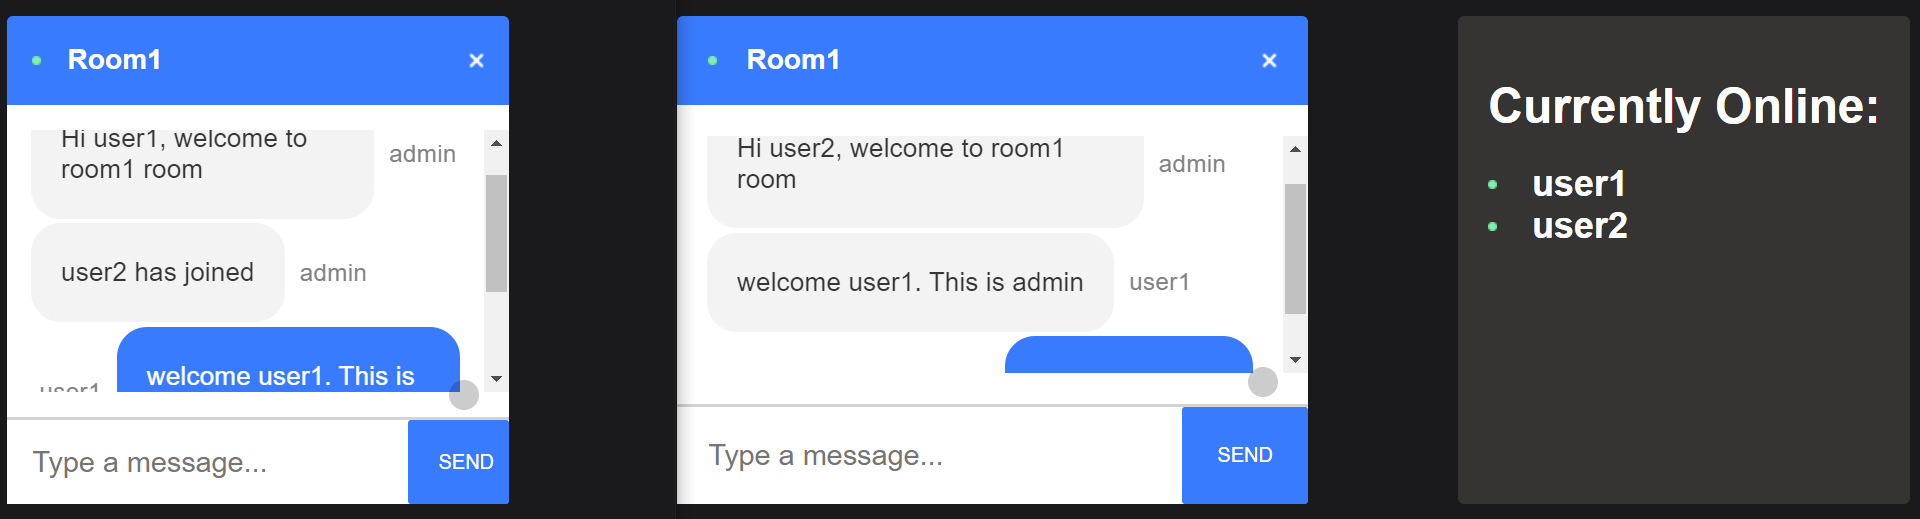 Room1
×
Hi user1, welcome to
room1 room
admin
user2 has joined
admin
welcome user1. This is
user1
Type a message...
SEND
Room1
×
Hi user2, welcome to room1
room
admin
welcome user1. This is admin
user1
Type a message...
SEND
Currently Online:
user1
user2